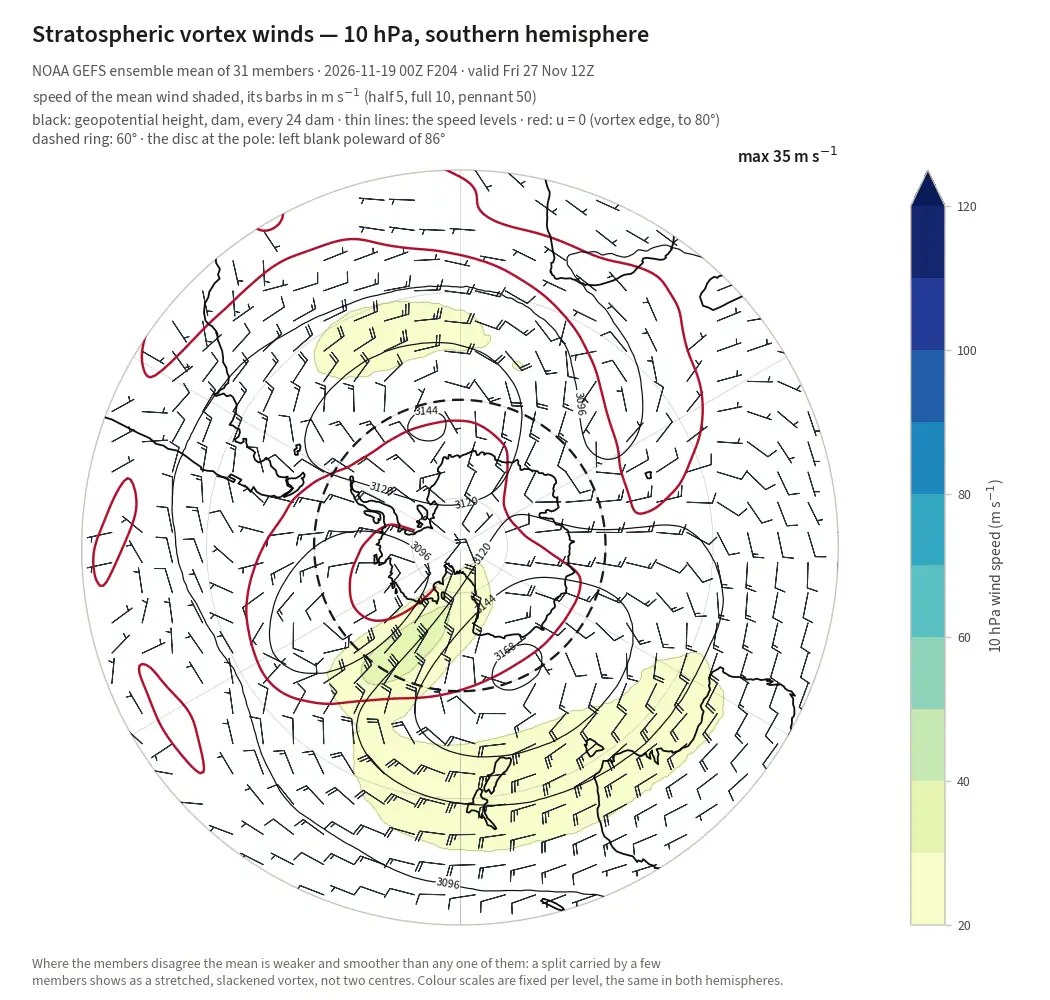 Stratospheric vortex winds — 10 hPa, southern hemisphere
NOAA GEFS ensemble mean of 31 members · 2026-11-19 00Z F204 · valid Fri 27 Nov 12Z
speed of the mean wind shaded, its barbs in m s⁻¹ (half 5, full 10, pennant 50)
black: geopotential height, dam, every 24 dam · thin lines: the speed levels · red: u = 0 (vortex edge, to 80°)
dashed ring: 60° · the disc at the pole: left blank poleward of 86°
max 35 m s⁻¹
120
100
80
60
40
20
10 hPa wind speed (m s⁻¹)
3096
3144
3120
3120
3096
3120
3144
3168
3096
Where the members disagree the mean is weaker and smoother than any one of them: a split carried by a few
members shows as a stretched, slackened vortex, not two centres. Colour scales are fixed per level, the same in both hemispheres.